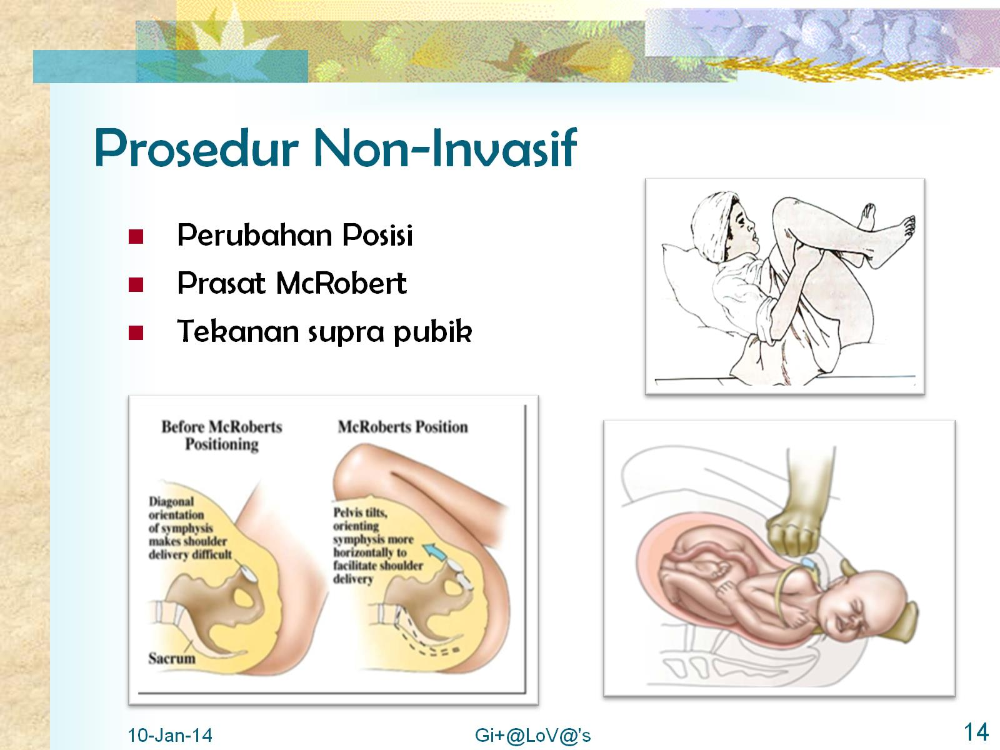 Prosedur Non-Invasif
Perubahan Posisi
Prasat McRobert
Tekanan supra pubik
Before McRoberts
Positioning
Diagonal
orientation
of symphysis
makes shoulder
delivery difficult
Sacrum
McRoberts Position
Pelvis tilts,
orienting
symphysis more
horizontally to
facilitate shoulder
delivery
10-Jan-14
Gi+@LoV@'s
14